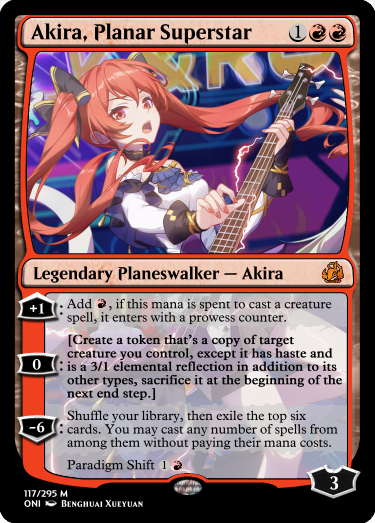 Akira, Planar Superstar 1
Legendary Planeswalker — Akira
+1: Add , if this mana is spent to cast a creature
spell, it enters with a prowess counter.
[Create a token that's a copy of target
creature you control, except it has haste and
0: is a 3/1 elemental reflection in addition to its
other types, sacrifice it at the beginning of the
next end step.]
Shuffle your library, then exile the top six
-6: cards. You may cast any number of spells from
among them without paying their mana costs.
Paradigm Shift 1
3
117/295 M
ONI BENGHUAI XUEYUAN